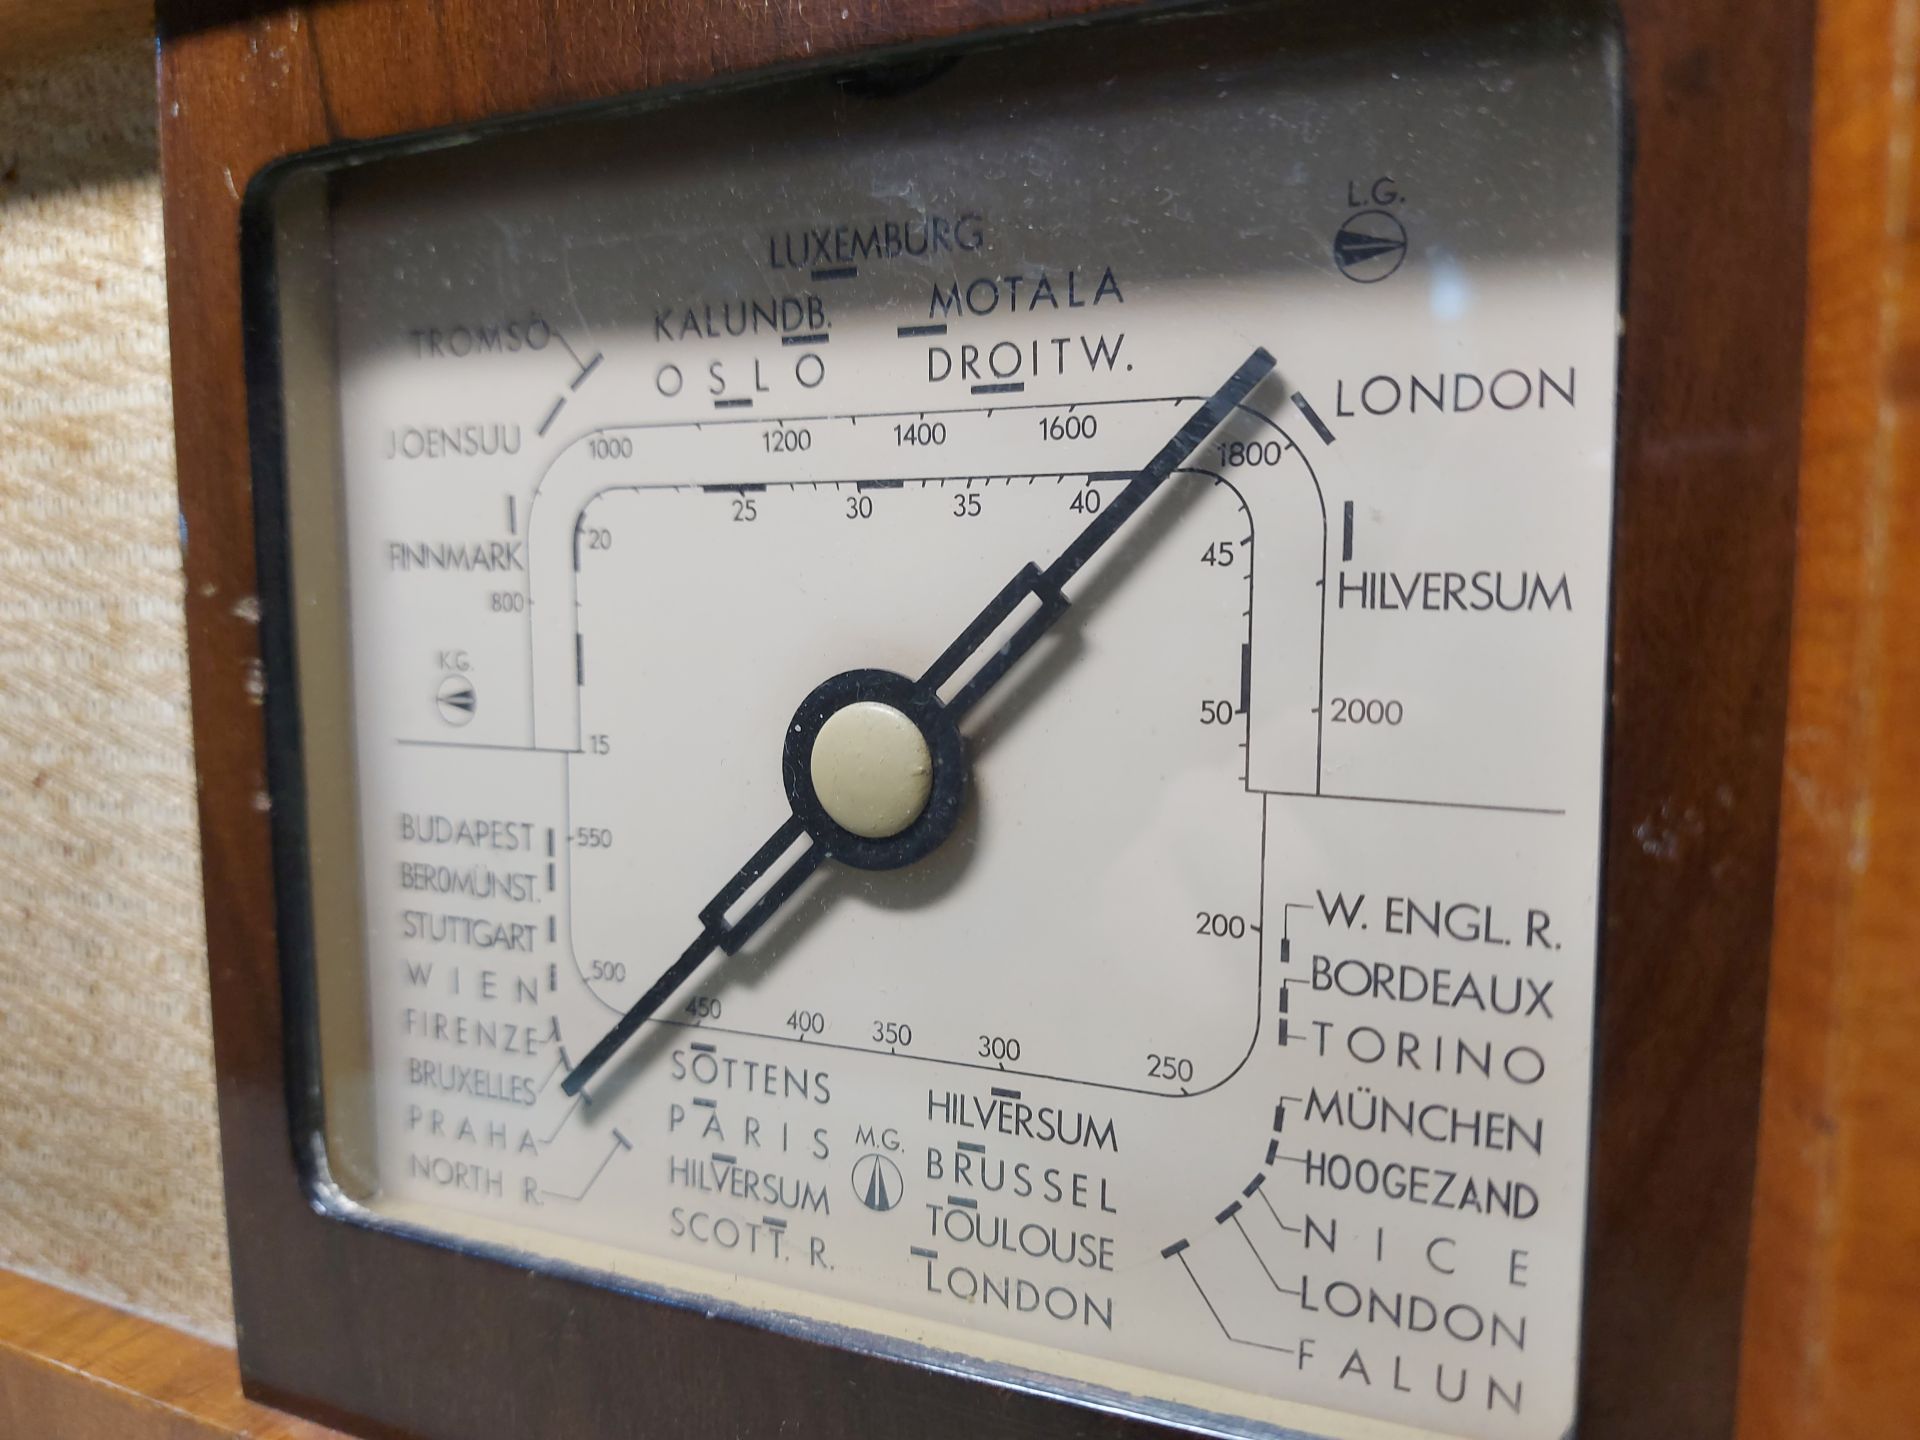 L.G.
LUXEMBURG
MOTALA
KALUNDB.
TROMSÖ
DROITW.
OSLO
LONDON
JOENSUU
1000 1200 1400 1600 1800
25 30 35 40
20 45
FINNMARK
HILVERSUM
800
K.G.
50 2000
15
BUDAPEST 550
BEROMÜNST.
STUTTGART
W. ENGL. R.
200
WIEN 500
BORDEAUX
FIRENZE
450 400 350 300 250
TORINO
BRUXELLES
SOTTENS
HILVERSUM
MÜNCHEN
PRAHA
PARIS
M.G.
BRUSSEL
HOOGEZAND
NORTH R.
HILVERSUM
TOULOUSE
NICE
SCOTT. R.
LONDON
LONDON
FALUN